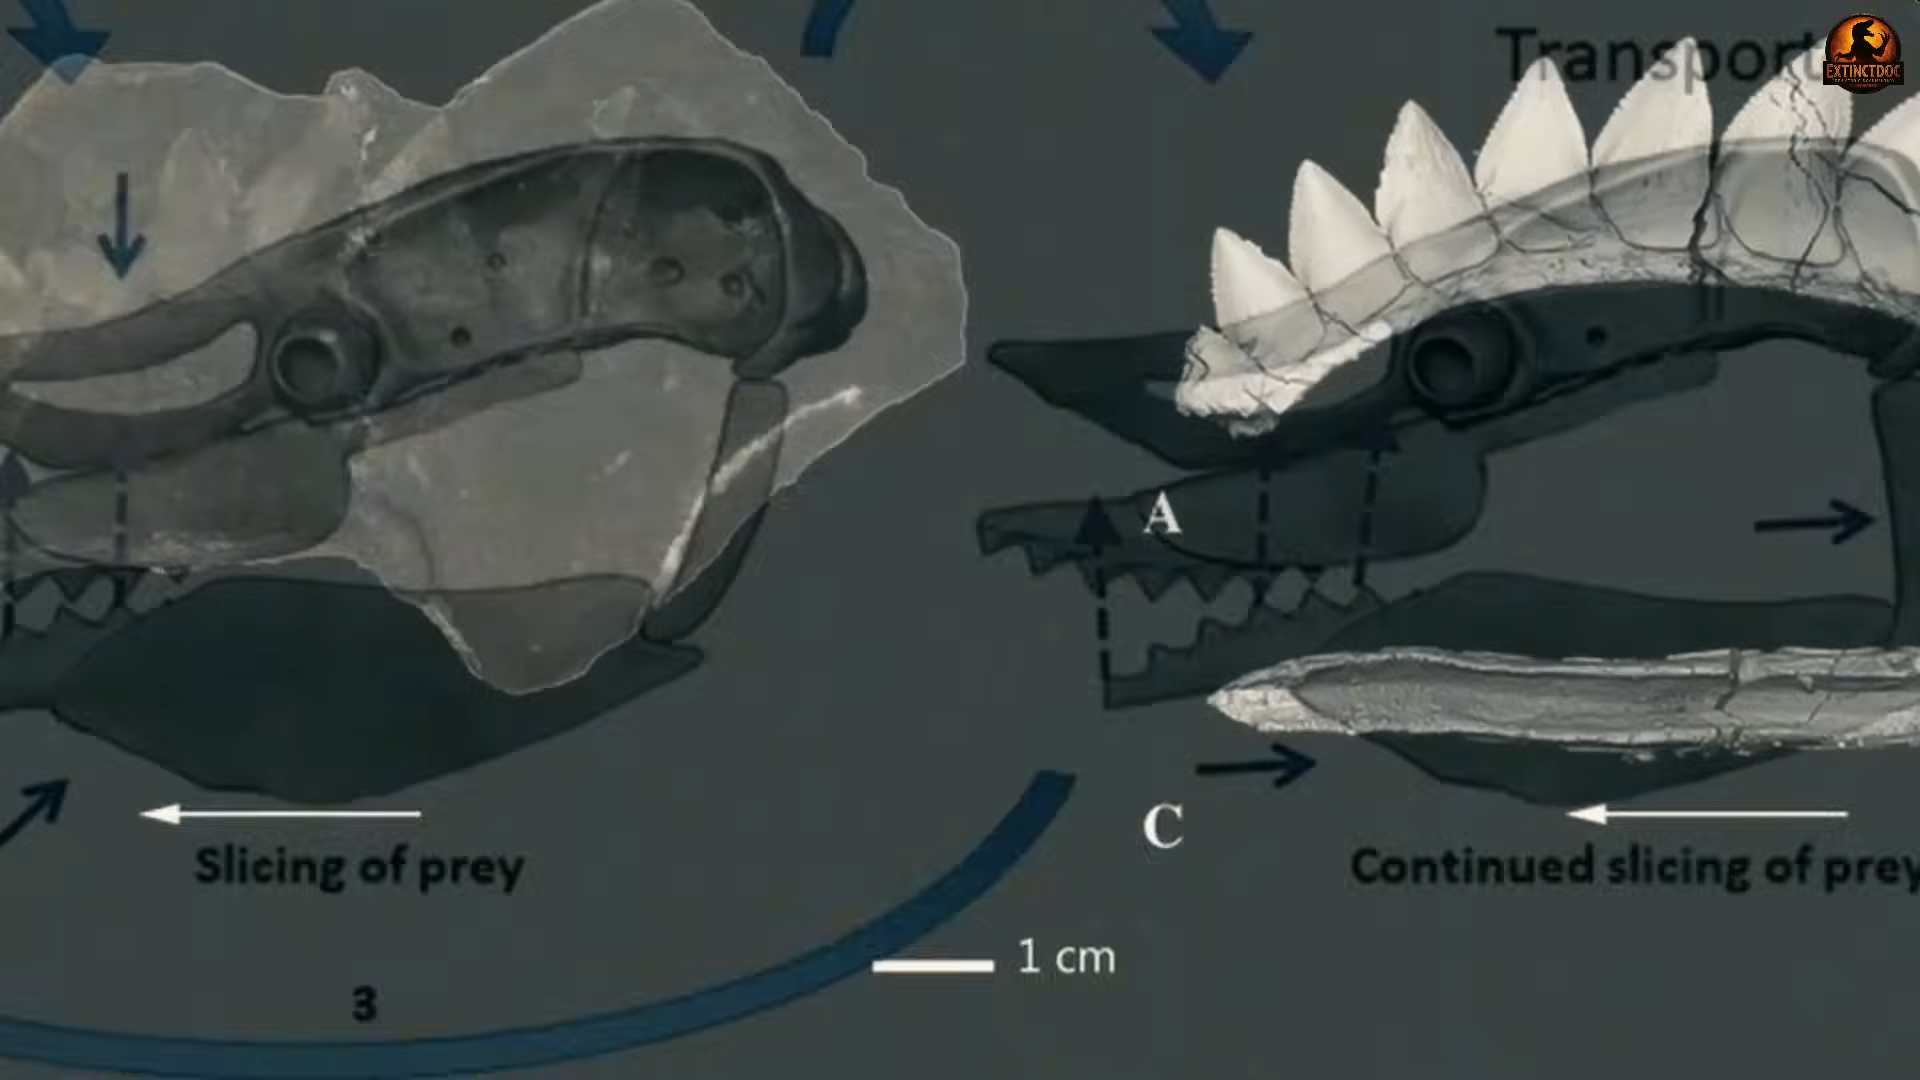 Transport
EXTINCTDOC
A
C
Slicing of prey
Continued slicing of prey
1 cm
3